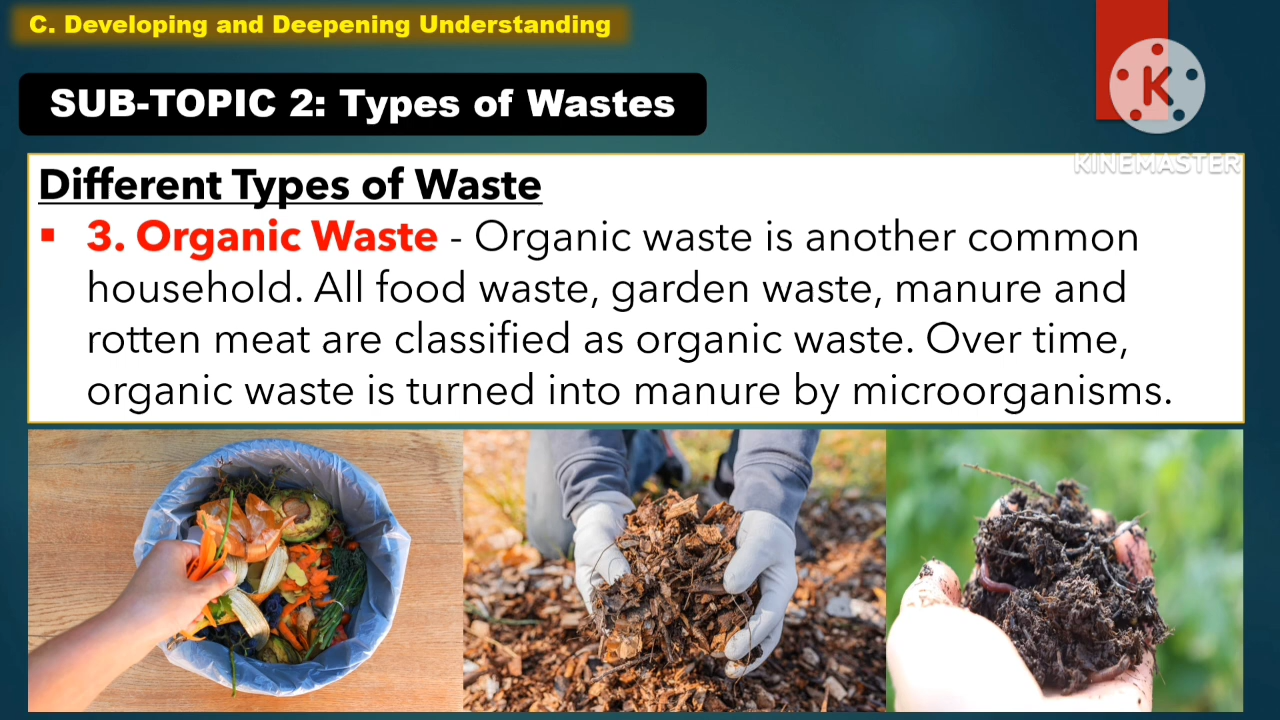 C. Developing and Deepening Understanding
SUB-TOPIC 2: Types of Wastes
K
KINEMASTER
Different Types of Waste
▪ 3. Organic Waste - Organic waste is another common
household. All food waste, garden waste, manure and
rotten meat are classified as organic waste. Over time,
organic waste is turned into manure by microorganisms.